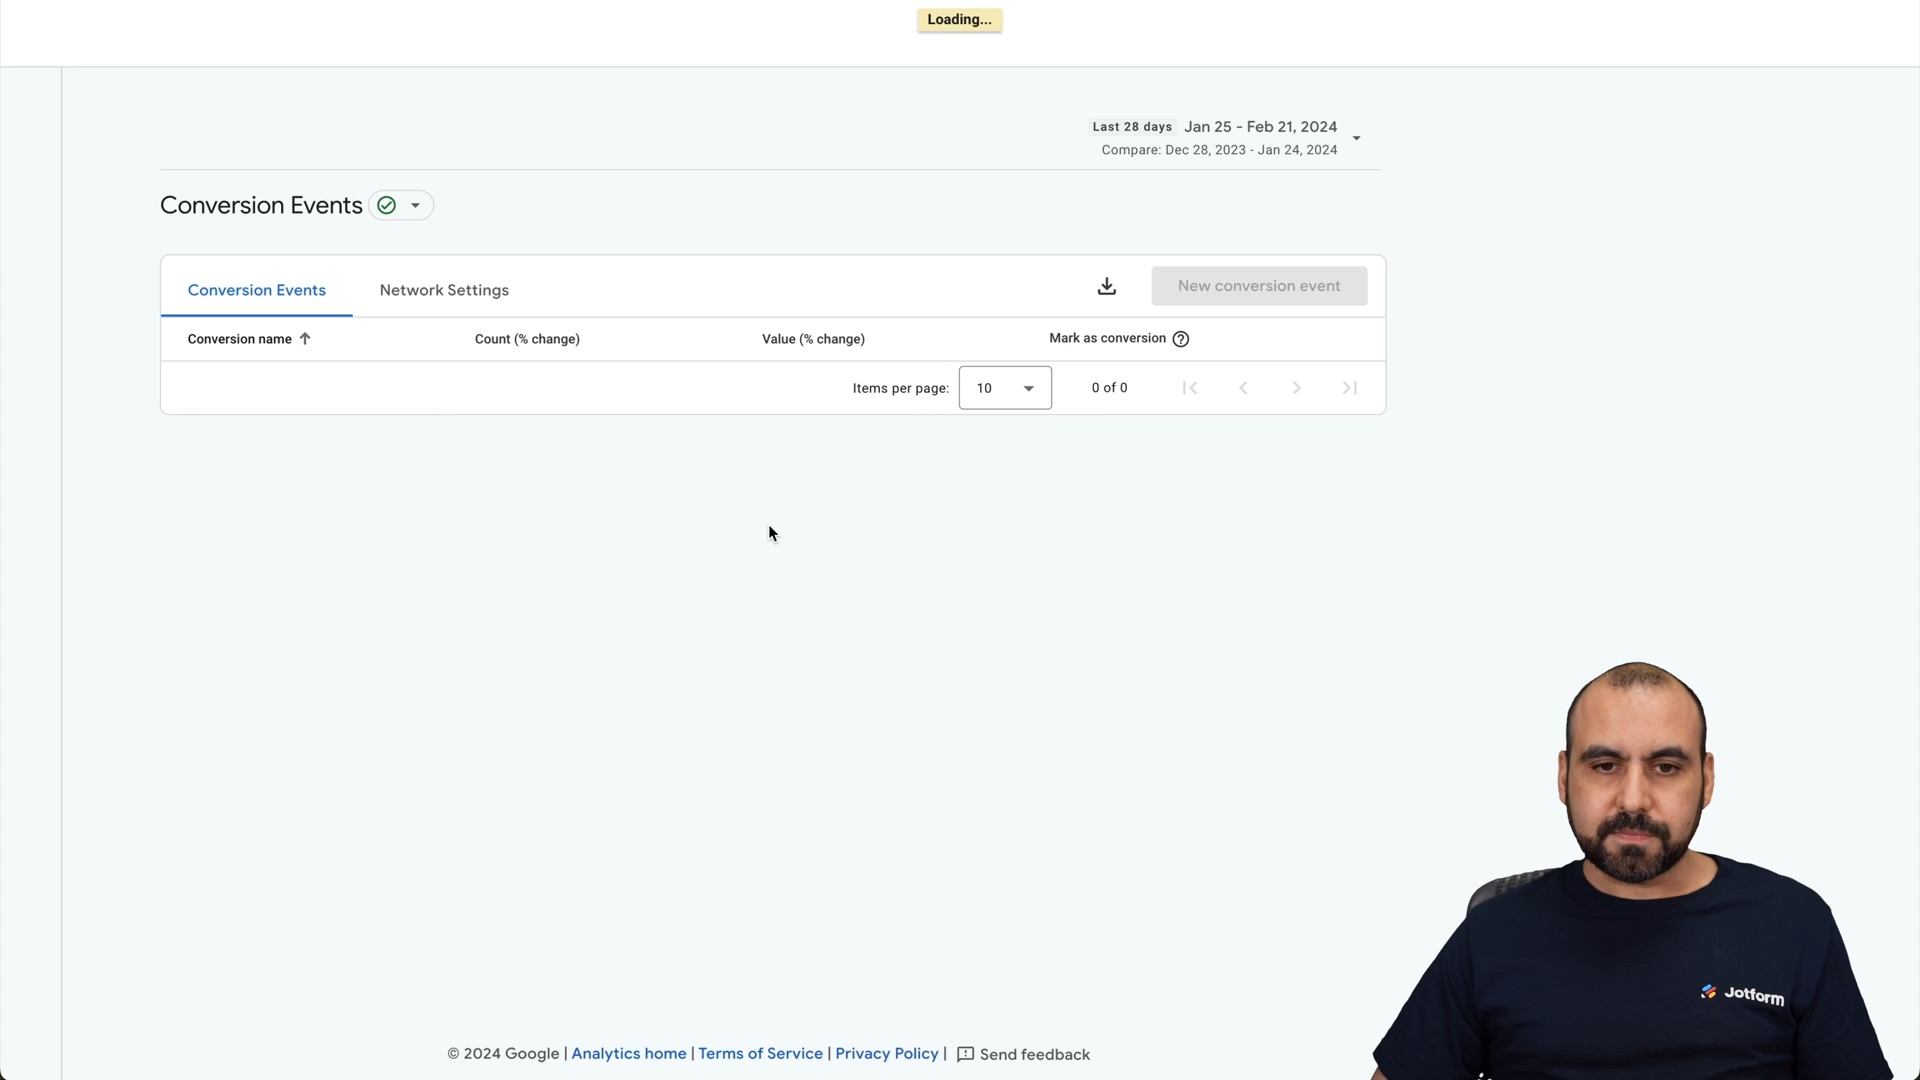 Loading...
Last 28 days Jan 25 - Feb 21, 2024
Compare: Dec 28, 2023 - Jan 24, 2024
Conversion Events
Conversion Events Network Settings New conversion event
Conversion name Count (% change) Value (% change) Mark as conversion
Items per page: 10 0 of 0
Jotform
© 2024 Google | Analytics home | Terms of Service | Privacy Policy | Send feedback